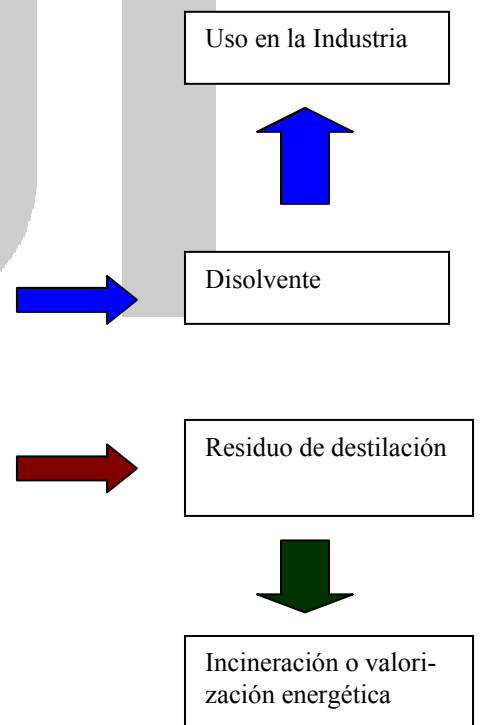 Uso en la Industria
Disolvente
Residuo de destilación
Incineración o valori-
zación energética